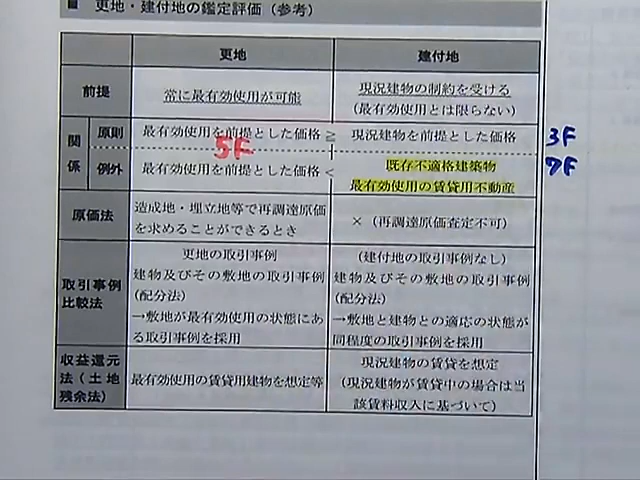 ■ 更地・建付地の鑑定評価（参考）
更地 建付地
前提 常に最有効使用が可能 現況建物の制約を受ける
（最有効使用とは限らない）
関係 原則 最有効使用を前提とした価格 ≧ 現況建物を前提とした価格 3F
5F
例外 最有効使用を前提とした価格 < 既存不適格建築物 7F
最有効使用の賃貸用不動産
原価法 造成地・埋立地等で再調達原価 ×（再調達原価査定不可）
を求めることができるとき
取引事例比較法 更地の取引事例 （建付地の取引事例なし）
建物及びその敷地の取引事例 建物及びその敷地の取引事例
（配分法） （配分法）
→敷地が最有効使用の状態にあ →敷地と建物との適応の状態が
る取引事例を採用 同程度の取引事例を採用
収益還元 現況建物の賃貸を想定
法（土地 最有効使用の賃貸用建物を想定等 （現況建物が賃貸中の場合は当
残余法） 該賃料収入に基づいて）